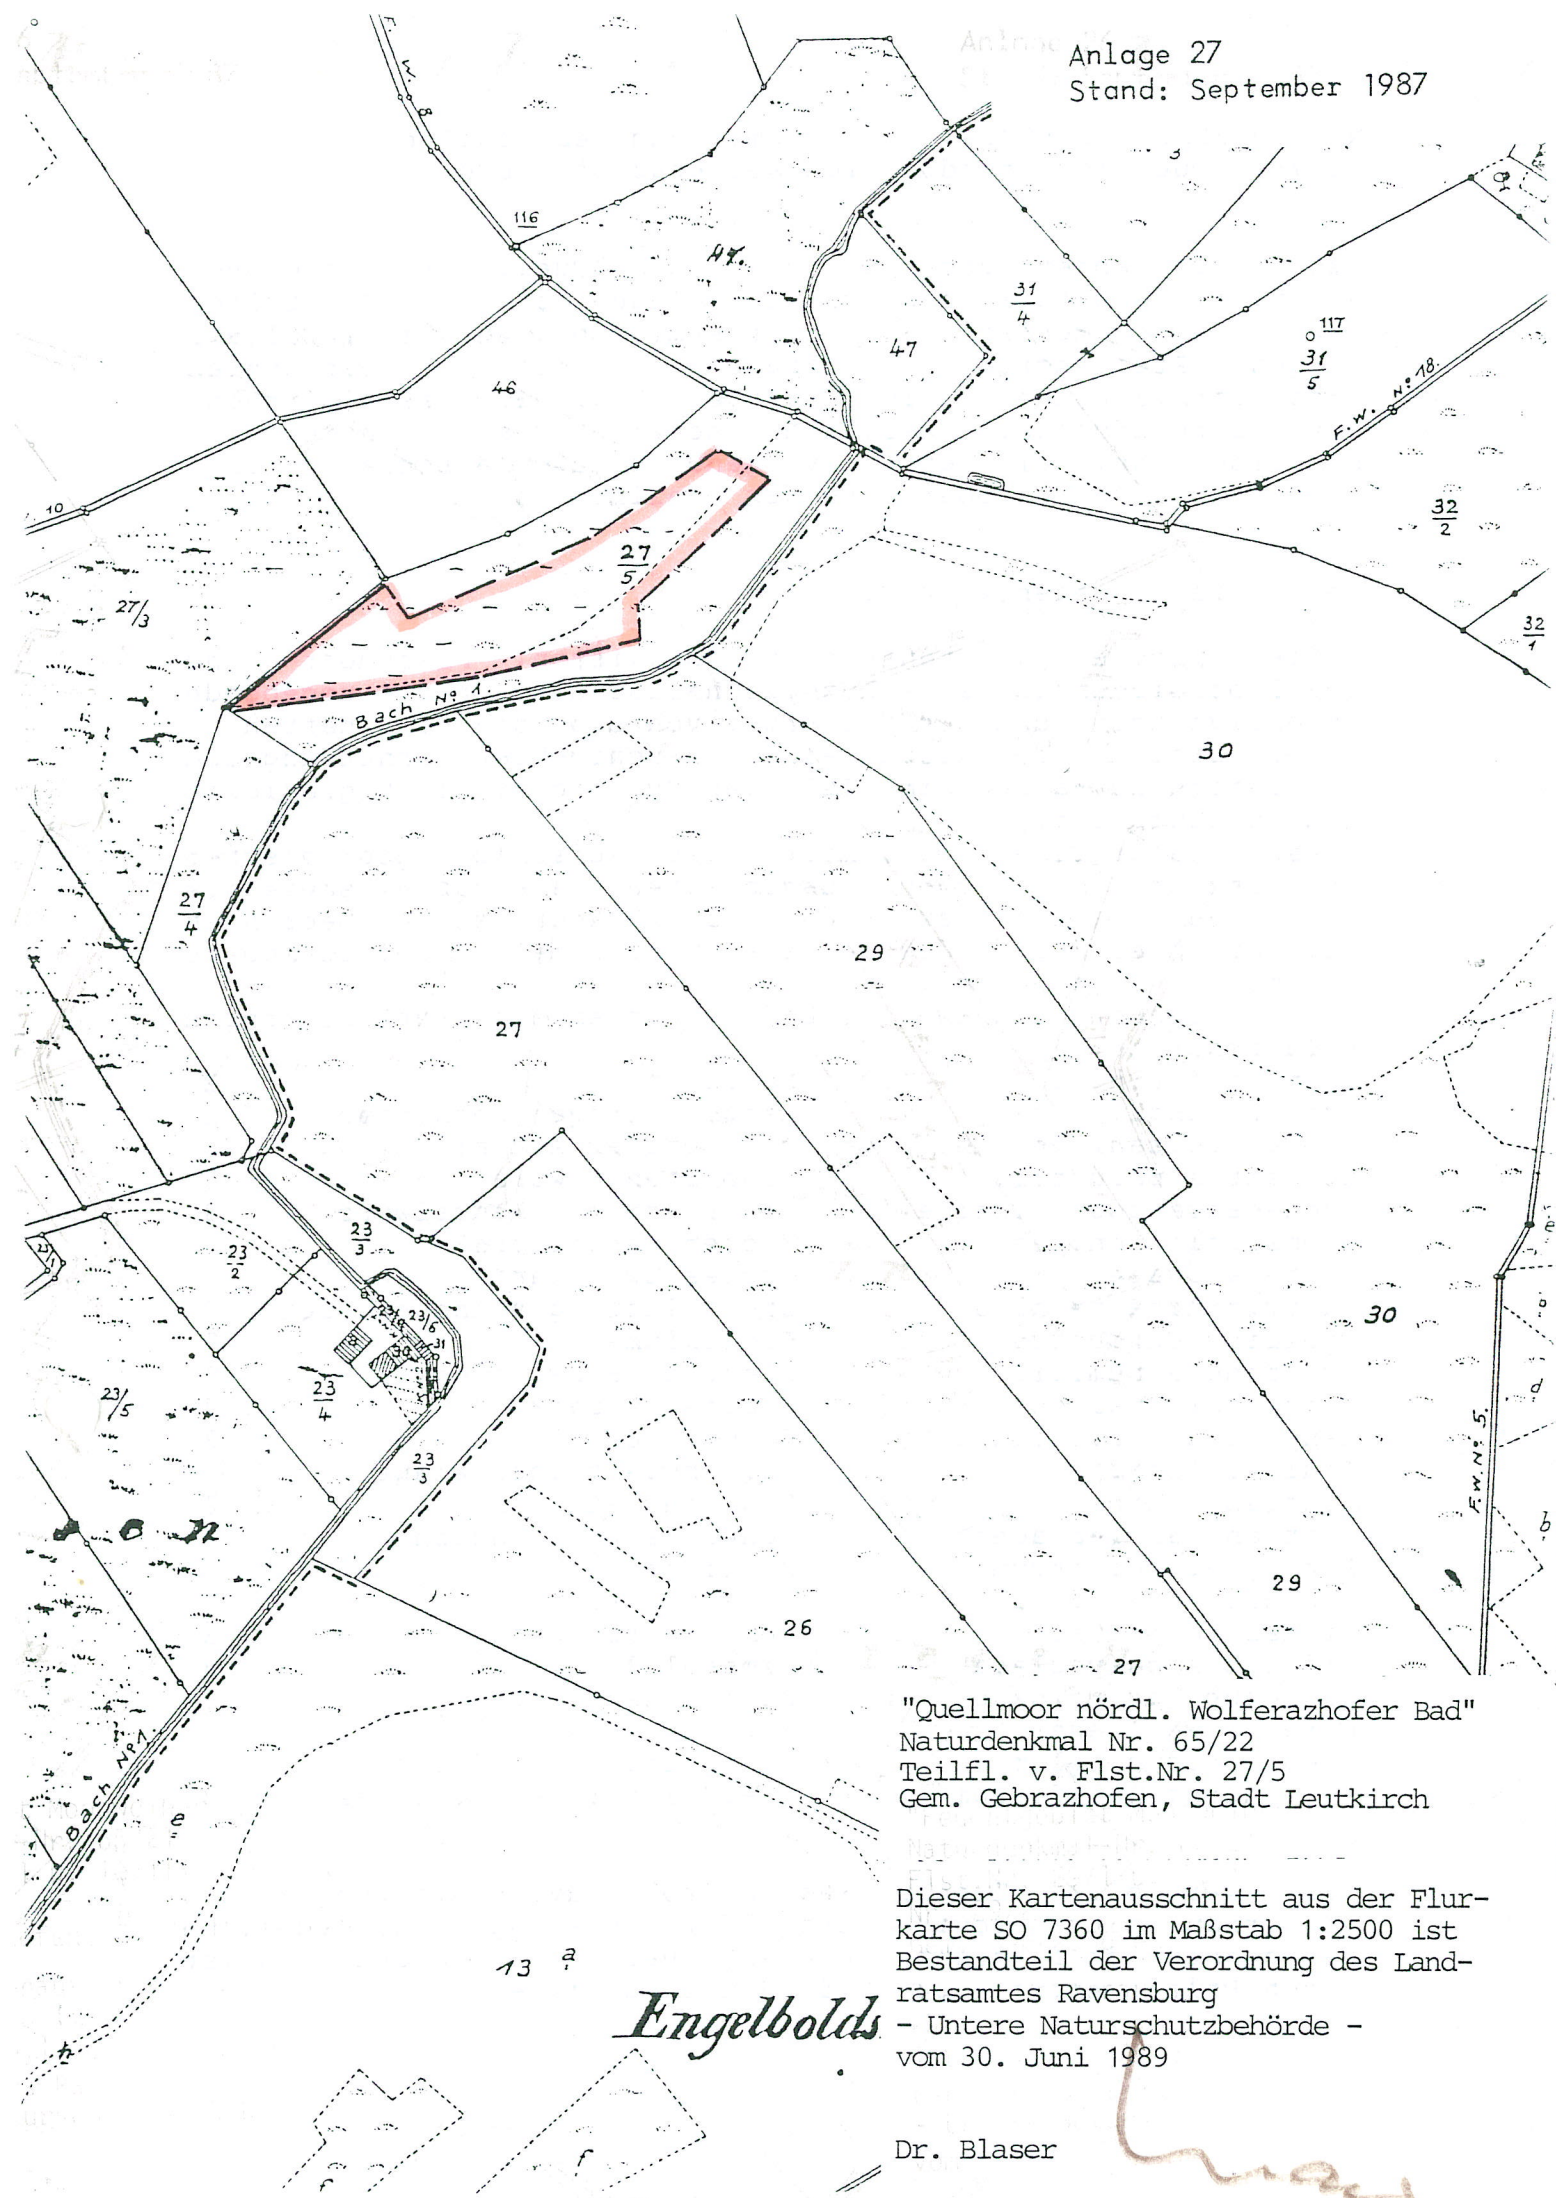 Anlage 27
Stand: September 1987
W. 8
3
116
47.
31
4
117
31
5
47
46
F.W. Nº 18.
10
32
2
27
5
27/3
32
1
Bach Nº 1.
30
27
4
29
27
23
3
23
2
23
1
23/6
31
30
8
30
23/5
23
4
d
23
3
F.W. Nº 5.
b
29
26
27
"Quellmoor nördl. Wolferazhofer Bad"
Naturdenkmal Nr. 65/22
Teilfl. v. Flst.Nr. 27/5
Gem. Gebrazhofen, Stadt Leutkirch
Bach Nº 1.
e
Dieser Kartenausschnitt aus der Flur-
karte SO 7360 im Maßstab 1:2500 ist
Bestandteil der Verordnung des Land-
ratsamtes Ravensburg
- Untere Naturschutzbehörde -
vom 30. Juni 1989
13 a
Engelbolds
h
Dr. Blaser
f
f